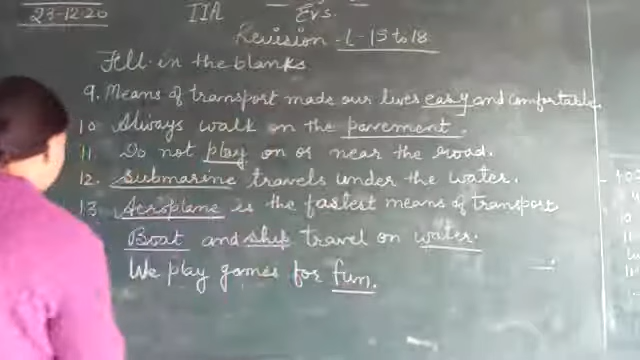 23-12-20 IIA Evs.
Revision - L-15 to 18
Fill in the blanks
9. Means of transport made our lives easy and comfortable
10. Always walk on the pavement.
11. Do not play on or near the road.
12. Submarine travels under the water.
13. Aeroplane is the fastest means of transport
Boat and ship travel on water.
We play games for fun.